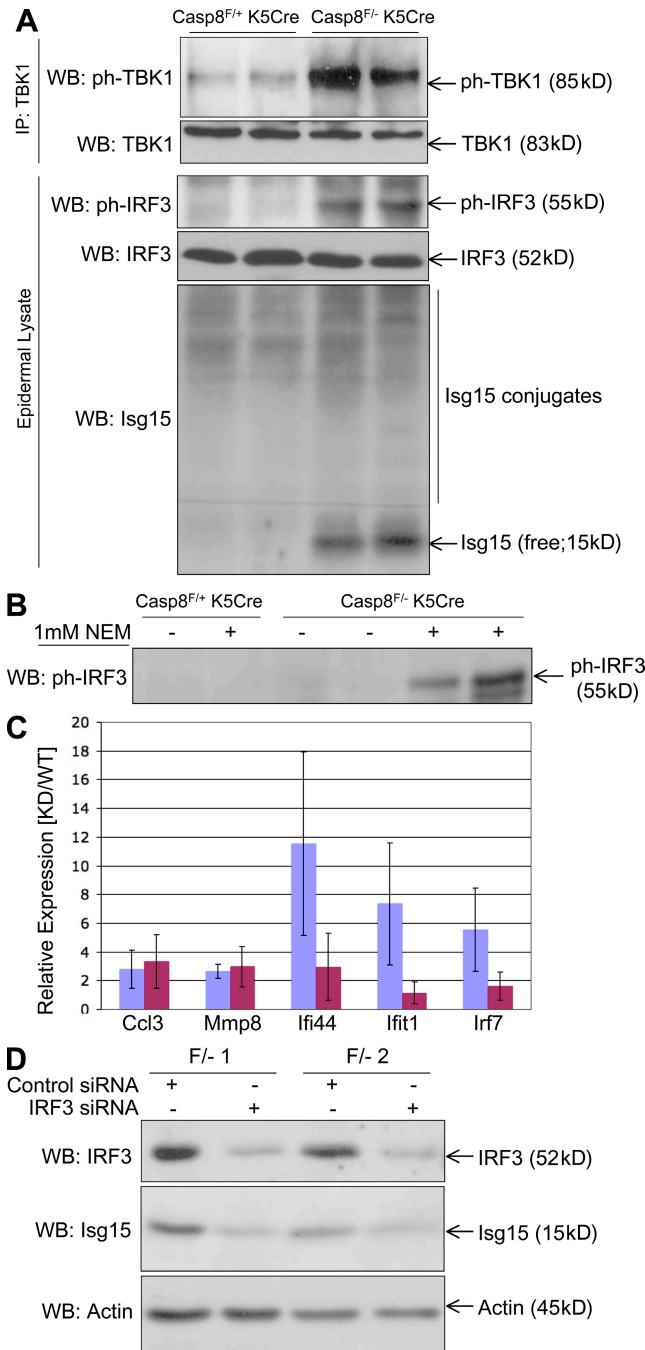 A
Casp8F/+ K5Cre Casp8F/- K5Cre
IP: TBK1
WB: ph-TBK1
ph-TBK1 (85kD)
WB: TBK1
TBK1 (83kD)
Epidermal Lysate
WB: ph-IRF3
ph-IRF3 (55kD)
WB: IRF3
IRF3 (52kD)
WB: Isg15
Isg15 conjugates
Isg15 (free;15kD)
B
Casp8F/+ K5Cre Casp8F/- K5Cre
1mM NEM - + - - + +
WB: ph-IRF3
ph-IRF3
(55kD)
C
Relative Expression [KD/WT]
20
18
16
14
12
10
8
6
4
2
0
Ccl3 Mmp8 Ifi44 Ifit1 Irf7
D
F/- 1 F/- 2
Control siRNA + - + -
IRF3 siRNA - + - +
WB: IRF3
IRF3 (52kD)
WB: Isg15
Isg15 (15kD)
WB: Actin
Actin (45kD)